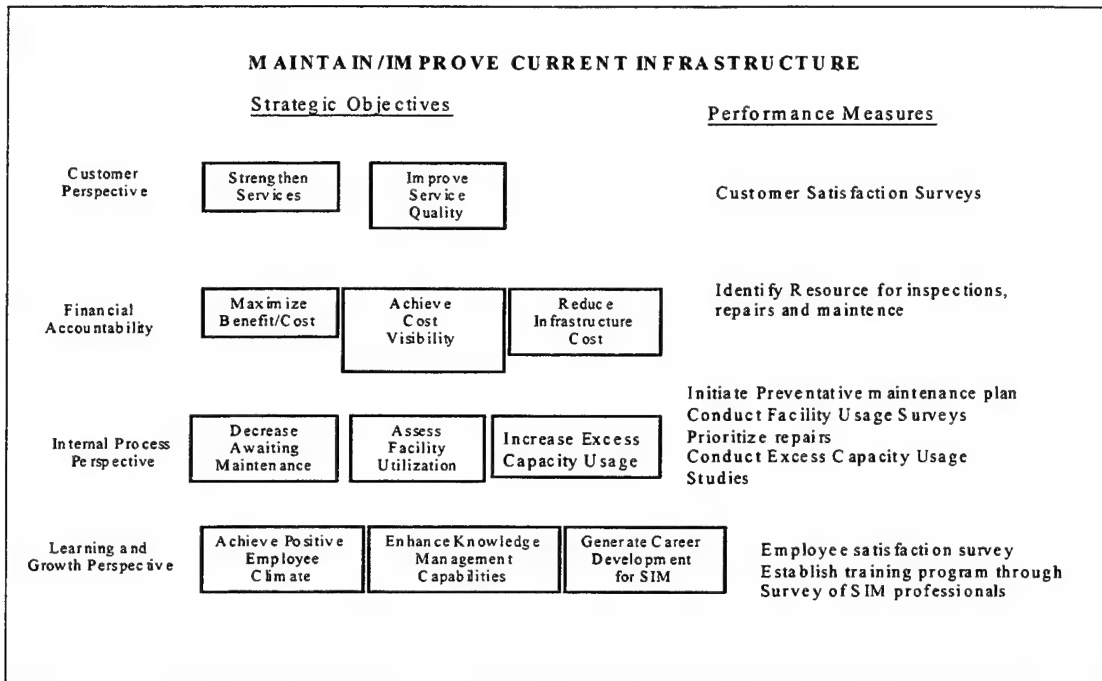 MAINTAIN/IMPROVE CURRENT INFRASTRUCTURE
Strategic Objectives
Performance Measures
Customer
Perspective
Strengthen
Services
Improve
Service
Quality
Customer Satisfaction Surveys
Financial
Accountability
Maximize
Benefit/Cost
Achieve
Cost
Visibility
Reduce
Infrastructure
Cost
Identify Resource for inspections,
repairs and maintence
Internal Process
Perspective
Decrease
Awaiting
Maintenance
Assess
Facility
Utilization
Increase Excess
Capacity Usage
Initiate Preventative maintenance plan
Conduct Facility Usage Surveys
Prioritize repairs
Conduct Excess Capacity Usage
Studies
Learning and
Growth Perspective
Achieve Positive
Employee
Climate
Enhance Knowledge
Management
Capabilities
Generate Career
Development
for SIM
Employee satisfaction survey
Establish training program through
Survey of SIM professionals